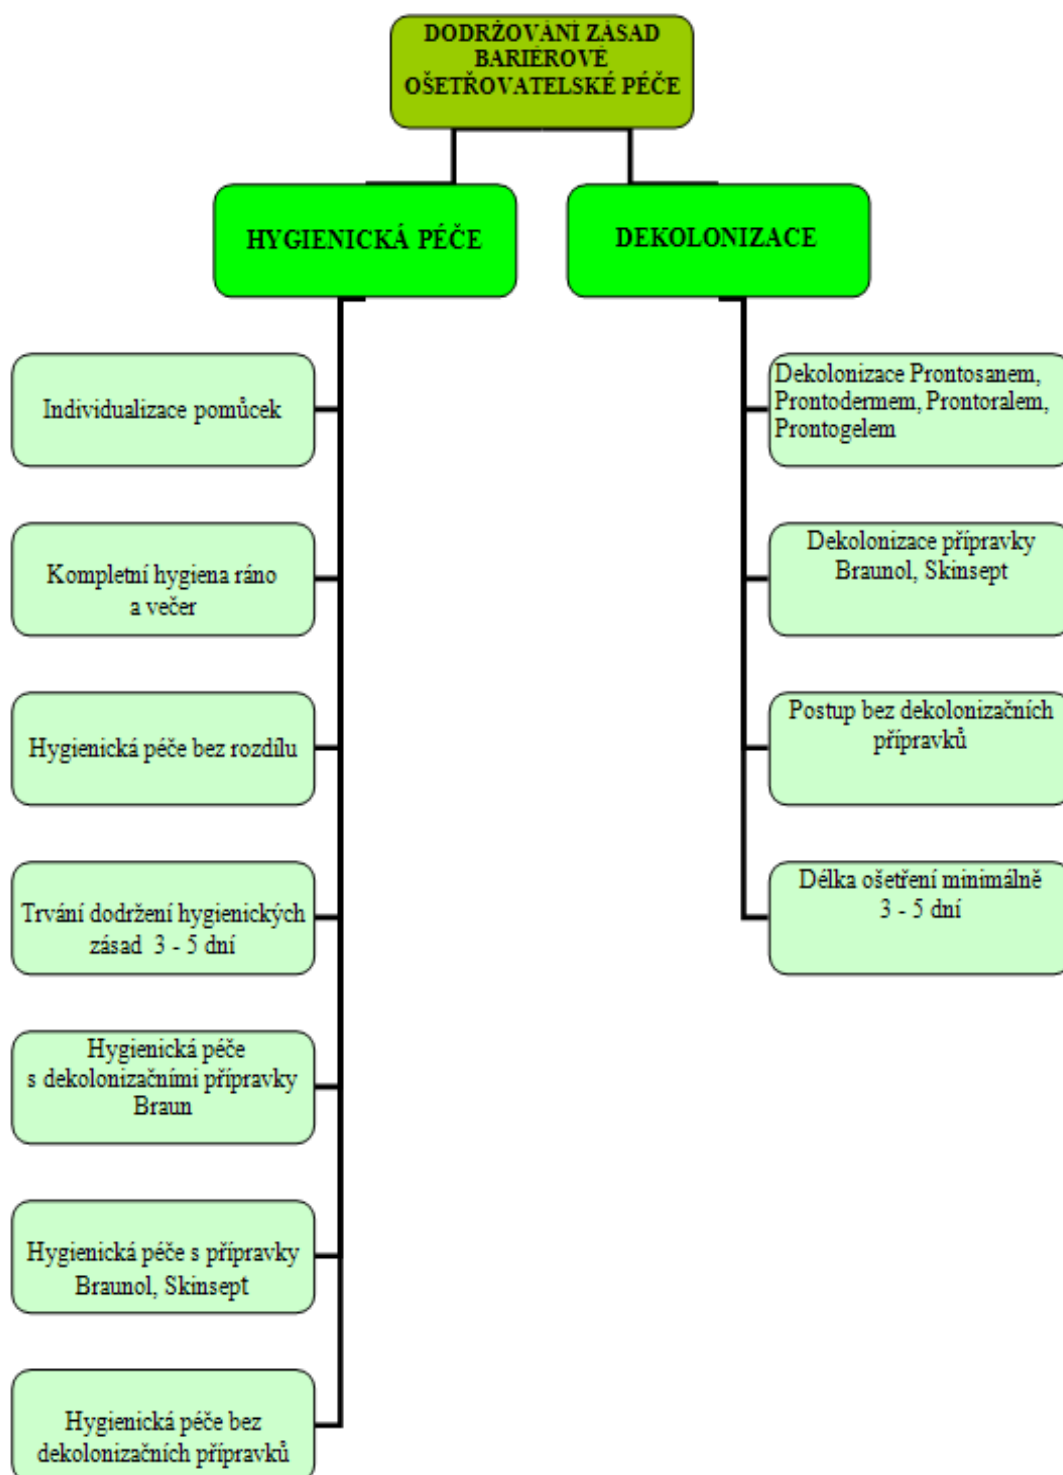 DODRŽOVÁNÍ ZÁSAD
BARIÉROVÉ
OŠETŘOVATELSKÉ PÉČE
HYGIENICKÁ PÉČE
DEKOLONIZACE
Individualizace pomůcek
Kompletní hygiena ráno
a večer
Hygienická péče bez rozdílu
Trvání dodržení hygienických
zásad 3 - 5 dní
Hygienická péče
s dekolonizačními přípravky
Braun
Hygienická péče s přípravky
Braunol, Skinsept
Hygienická péče bez
dekolonizačních přípravků
Dekolonizace Prontosanem,
Prontodermem, Prontoralem,
Prontogelem
Dekolonizace přípravky
Braunol, Skinsept
Postup bez dekolonizačních
přípravků
Délka ošetření minimálně
3 - 5 dní